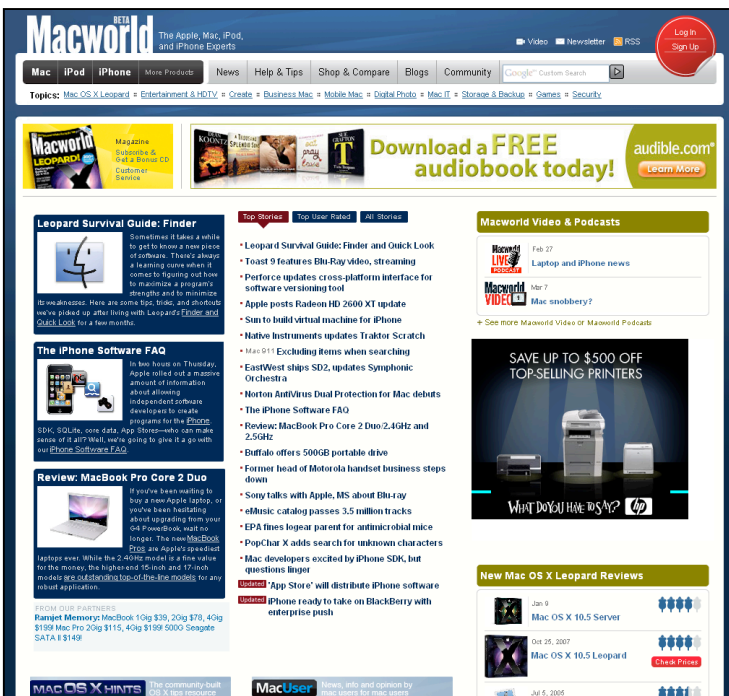 BETA
Macworld
The Apple, Mac, iPod,
and iPhone Experts
Video Newsletter RSS
Log In
Sign Up
Mac iPod iPhone More Products News Help & Tips Shop & Compare Blogs Community Google™ Custom Search
Topics: Mac OS X Leopard :: Entertainment & HDTV :: Create :: Business Mac :: Mobile Mac :: Digital Photo :: Mac IT :: Storage & Backup :: Games :: Security
Macworld
LEOPARD!
Magazine
Subscribe &
Get a Bonus CD
Customer
Service
DEAN
KOONTZ
A THOUSAND
SPLENDID SUNS
eat
pray
love
SUE
GRAFTON
T
Download a FREE
audiobook today!
audible.com®
Learn More
Leopard Survival Guide: Finder
Sometimes it takes a while
to get to know a new piece
of software. There's always
a learning curve when it
comes to figuring out how
to maximize a program's
strengths and to minimize
its weaknesses. Here are some tips, tricks, and shortcuts
we've picked up after living with Leopard's Finder and
Quick Look for a few months.
The iPhone Software FAQ
In two hours on Thursday,
Apple rolled out a massive
amount of information
about allowing
independent software
developers to create
programs for the iPhone.
SDK, SQLite, core data, App Stores—who can make
sense of it all? Well, we're going to give it a go with
our iPhone Software FAQ.
Review: MacBook Pro Core 2 Duo
If you've been waiting to
buy a new Apple laptop, or
you've been hesitating
about upgrading from your
G4 PowerBook, wait no
longer. The new MacBook
Pros are Apple's speediest
laptops ever. While the 2.4GHz model is a fine value
for the money, the higher-end 15-inch and 17-inch
models are outstanding top-of-the-line models for any
robust application.
FROM OUR PARTNERS
Ramjet Memory: MacBook 1Gig $39, 2Gig $78, 4Gig
$199! Mac Pro 2Gig $115, 4Gig $199! 500G Seagate
SATA II $149!
MAC OS X HINTS The community-built
OS X tips resource
Top Stories Top User Rated All Stories
Leopard Survival Guide: Finder and Quick Look
Toast 9 features Blu-Ray video, streaming
Perforce updates cross-platform interface for
software versioning tool
Apple posts Radeon HD 2600 XT update
Sun to build virtual machine for iPhone
Native Instruments updates Traktor Scratch
Mac 911 Excluding items when searching
EastWest ships SD2, updates Symphonic
Orchestra
Norton AntiVirus Dual Protection for Mac debuts
The iPhone Software FAQ
Review: MacBook Pro Core 2 Duo/2.4GHz and
2.5GHz
Buffalo offers 500GB portable drive
Former head of Motorola handset business steps
down
Sony talks with Apple, MS about Blu-ray
eMusic catalog passes 3.5 million tracks
EPA fines logear parent for antimicrobial mice
PopChar X adds search for unknown characters
Mac developers excited by iPhone SDK, but
questions linger
Updated 'App Store' will distribute iPhone software
Updated iPhone ready to take on BlackBerry with
enterprise push
MacUser News, info and opinion by
mac users for mac users
Macworld Video & Podcasts
Macworld
LIVE
PODCAST
Feb 27
Laptop and iPhone news
Macworld
VIDEO
Mar 7
Mac snobbery?
+ See more Macworld Video or Macworld Podcasts
SAVE UP TO $500 OFF
TOP-SELLING PRINTERS
WHAT DO YOU HAVE TO SAY? hp
New Mac OS X Leopard Reviews
Jan 9
Mac OS X 10.5 Server
Oct 25, 2007
Mac OS X 10.5 Leopard
Check Prices
Jul 5, 2005